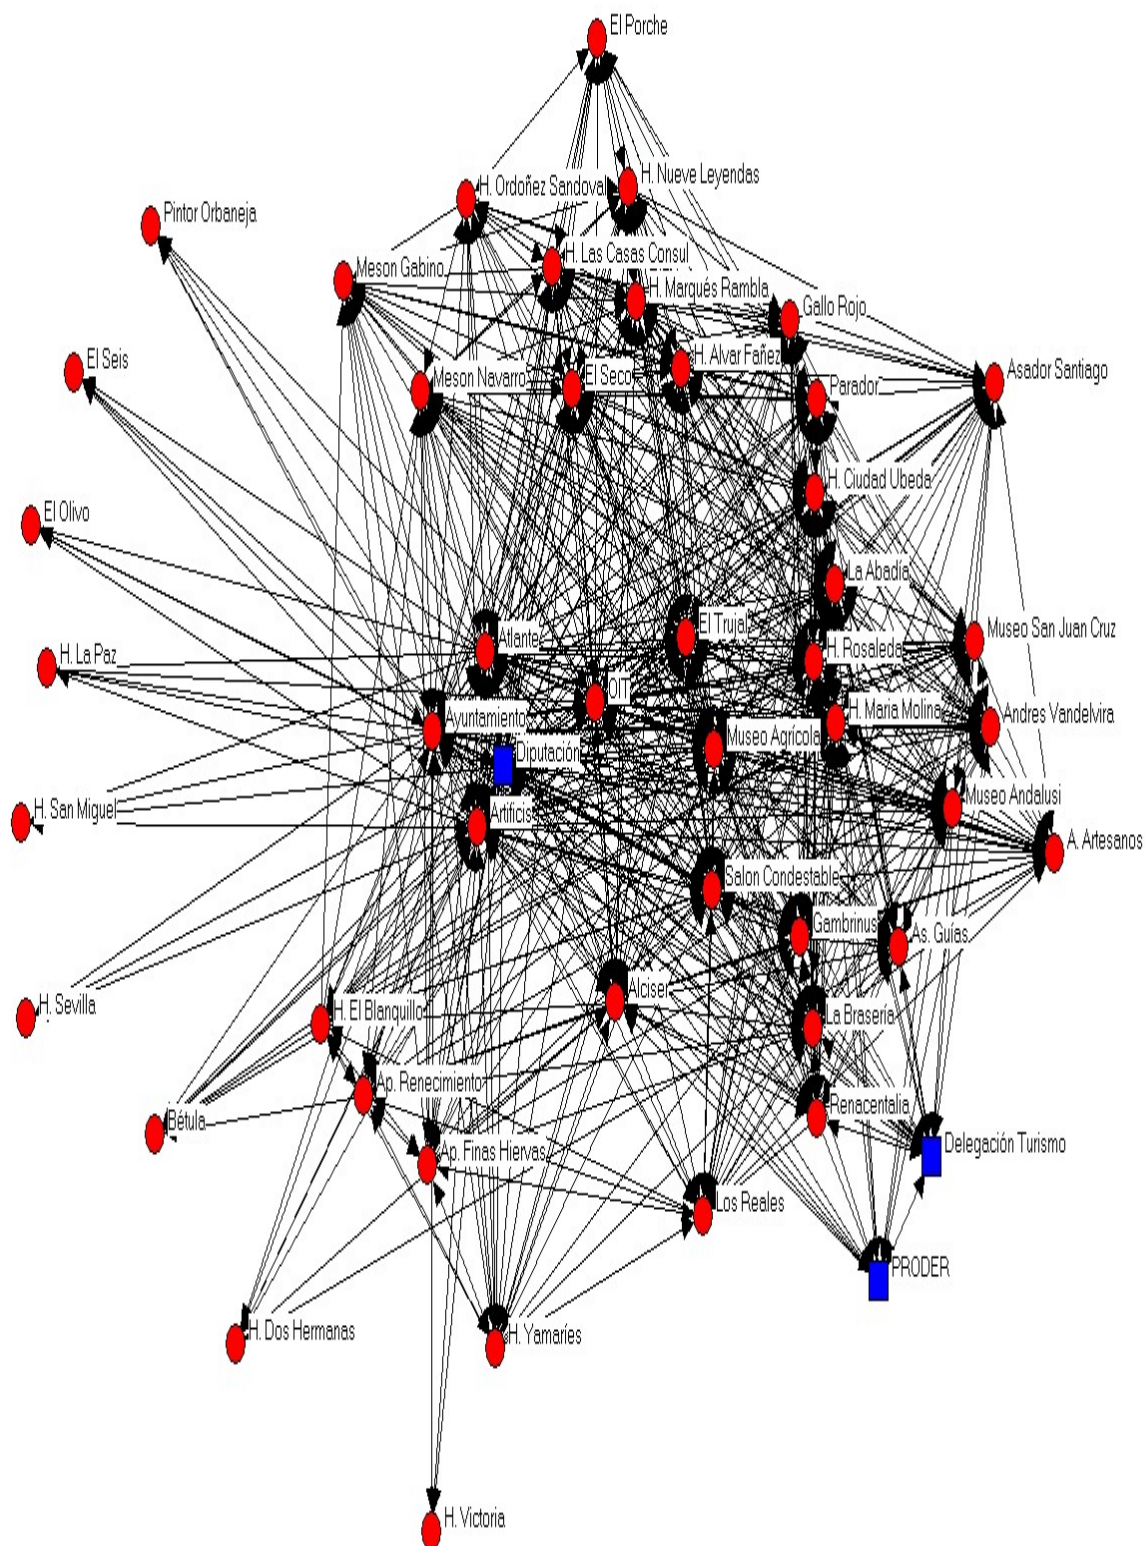 El Porche
H. Nueve Leyendas
H. Ordoñez Sandoval
Pintor Orbaneja
H. Las Casas Consul
Meson Gabino
H. Marqués Rambla
Gallo Rojo
H. Alvar Fañez
El Seis
Meson Navarro
El Seco
Parador
Asador Santiago
H. Ciudad Ubeda
El Olivo
La Abadía
El Trujal
Museo San Juan Cruz
Atlante
H. Rosaleda
H. La Paz
OIT
H. Maria Molina
Andres Vandelvira
Ayuntamiento
Museo Agrícola
Diputación
Museo Andalusi
H. San Miguel
Artificis
A. Artesanos
Salon Condestable
Gambrinus
As. Guías
Alciser
H. Sevilla
H. El Blanquillo
La Brasería
Ap. Renecimiento
Renacentalia
Bétula
Ap. Finas Hiervas
Delegación Turismo
Los Reales
PRODER
H. Dos Hermanas
H. Yamaríes
H. Victoria